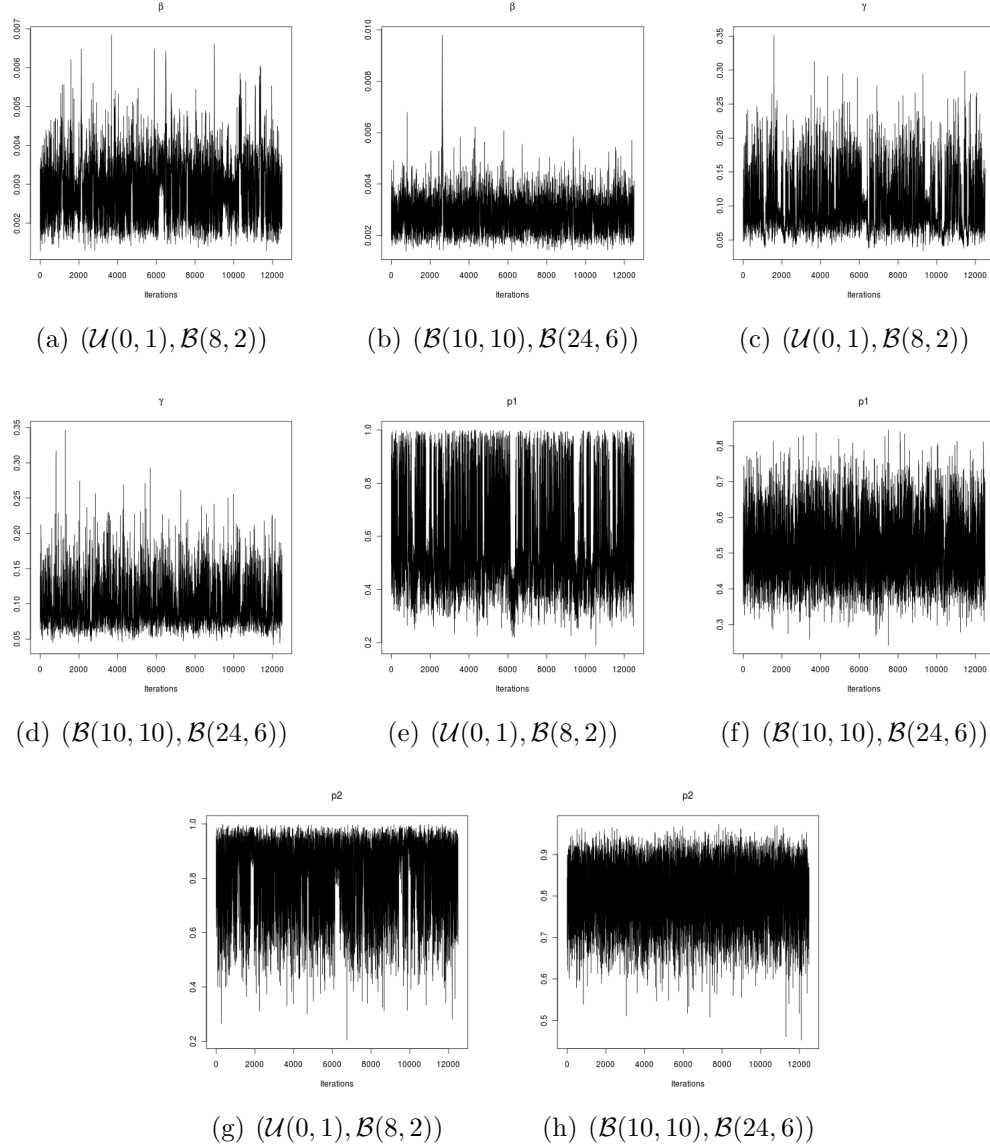 β β γ
0.002 0.003 0.004 0.005 0.006 0.007
0 2000 4000 6000 8000 10000 12000
Iterations
0.002 0.004 0.006 0.008 0.010
0 2000 4000 6000 8000 10000 12000
Iterations
0.05 0.10 0.15 0.20 0.25 0.30 0.35
0 2000 4000 6000 8000 10000 12000
Iterations
(a) (𝒰(0, 1), ℬ(8, 2))
(b) (ℬ(10, 10), ℬ(24, 6))
(c) (𝒰(0, 1), ℬ(8, 2))
γ p1 p1
0.05 0.10 0.15 0.20 0.25 0.30 0.35
0 2000 4000 6000 8000 10000 12000
Iterations
0.2 0.4 0.6 0.8 1.0
0 2000 4000 6000 8000 10000 12000
Iterations
0.3 0.4 0.5 0.6 0.7 0.8
0 2000 4000 6000 8000 10000 12000
Iterations
(d) (ℬ(10, 10), ℬ(24, 6))
(e) (𝒰(0, 1), ℬ(8, 2))
(f) (ℬ(10, 10), ℬ(24, 6))
p2 p2
0.2 0.4 0.6 0.8 1.0
0 2000 4000 6000 8000 10000 12000
Iterations
0.5 0.6 0.7 0.8 0.9
0 2000 4000 6000 8000 10000 12000
Iterations
(g) (𝒰(0, 1), ℬ(8, 2))
(h) (ℬ(10, 10), ℬ(24, 6))